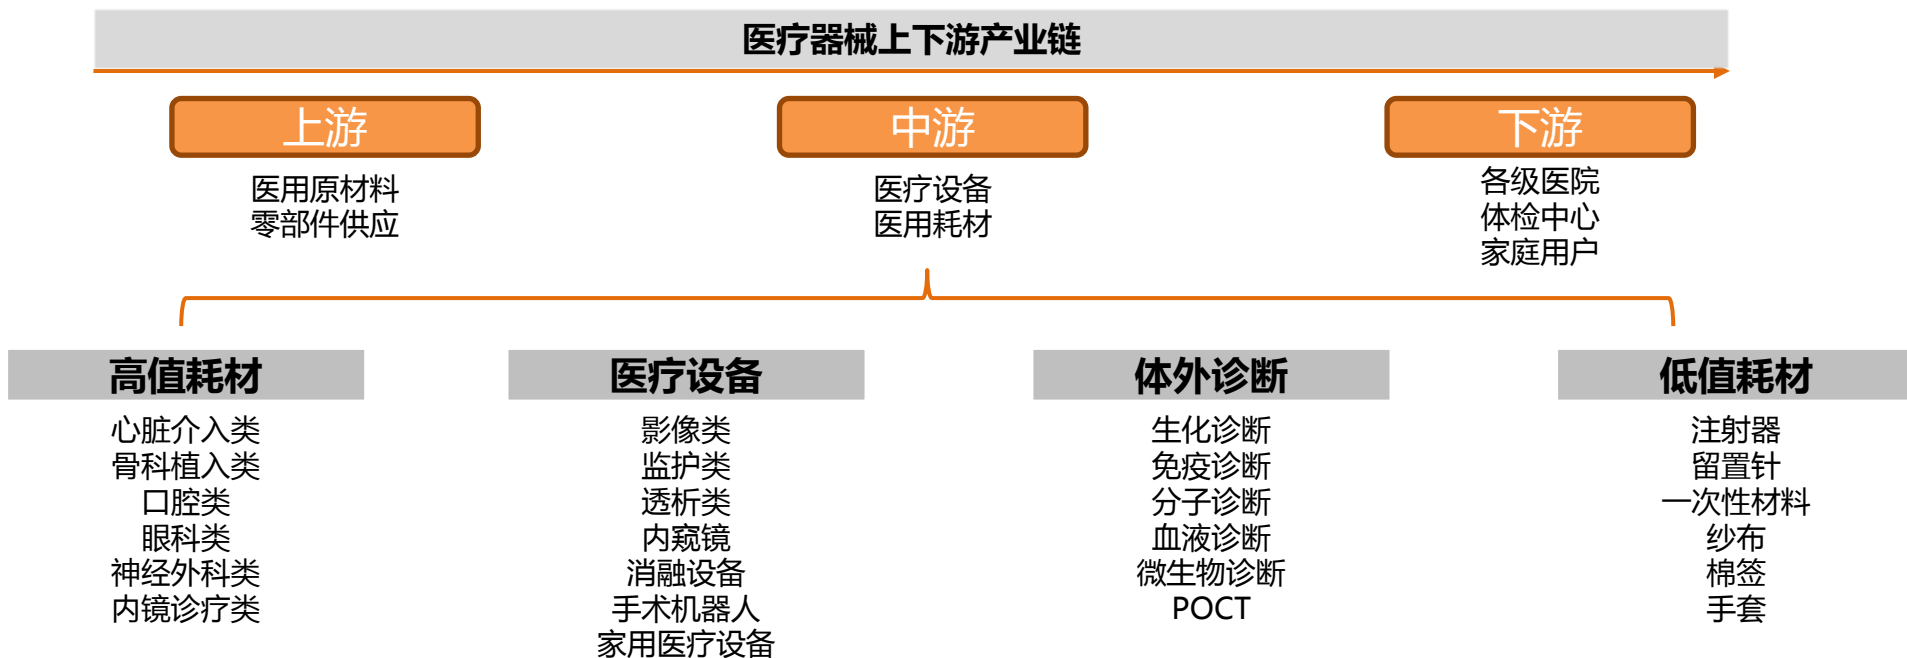 医疗器械上下游产业链
上游
医用原材料
零部件供应
中游
医疗设备
医用耗材
下游
各级医院
体检中心
家庭用户
高值耗材
心脏介入类
骨科植入类
口腔类
眼科类
神经外科类
内镜诊疗类
医疗设备
影像类
监护类
透析类
内窥镜
消融设备
手术机器人
家用医疗设备
体外诊断
生化诊断
免疫诊断
分子诊断
血液诊断
微生物诊断
POCT
低值耗材
注射器
留置针
一次性材料
纱布
棉签
手套